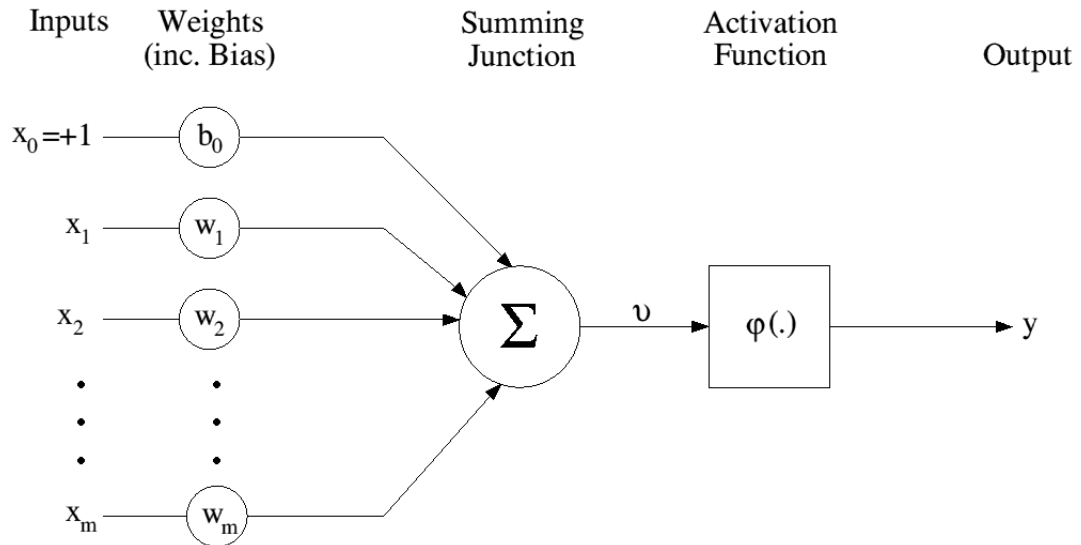 Inputs Weights Summing Activation
(inc. Bias) Junction Function Output
x₀=+1 b₀
x₁ w₁
x₂ w₂
Σ υ φ(.) y
xₘ wₘ